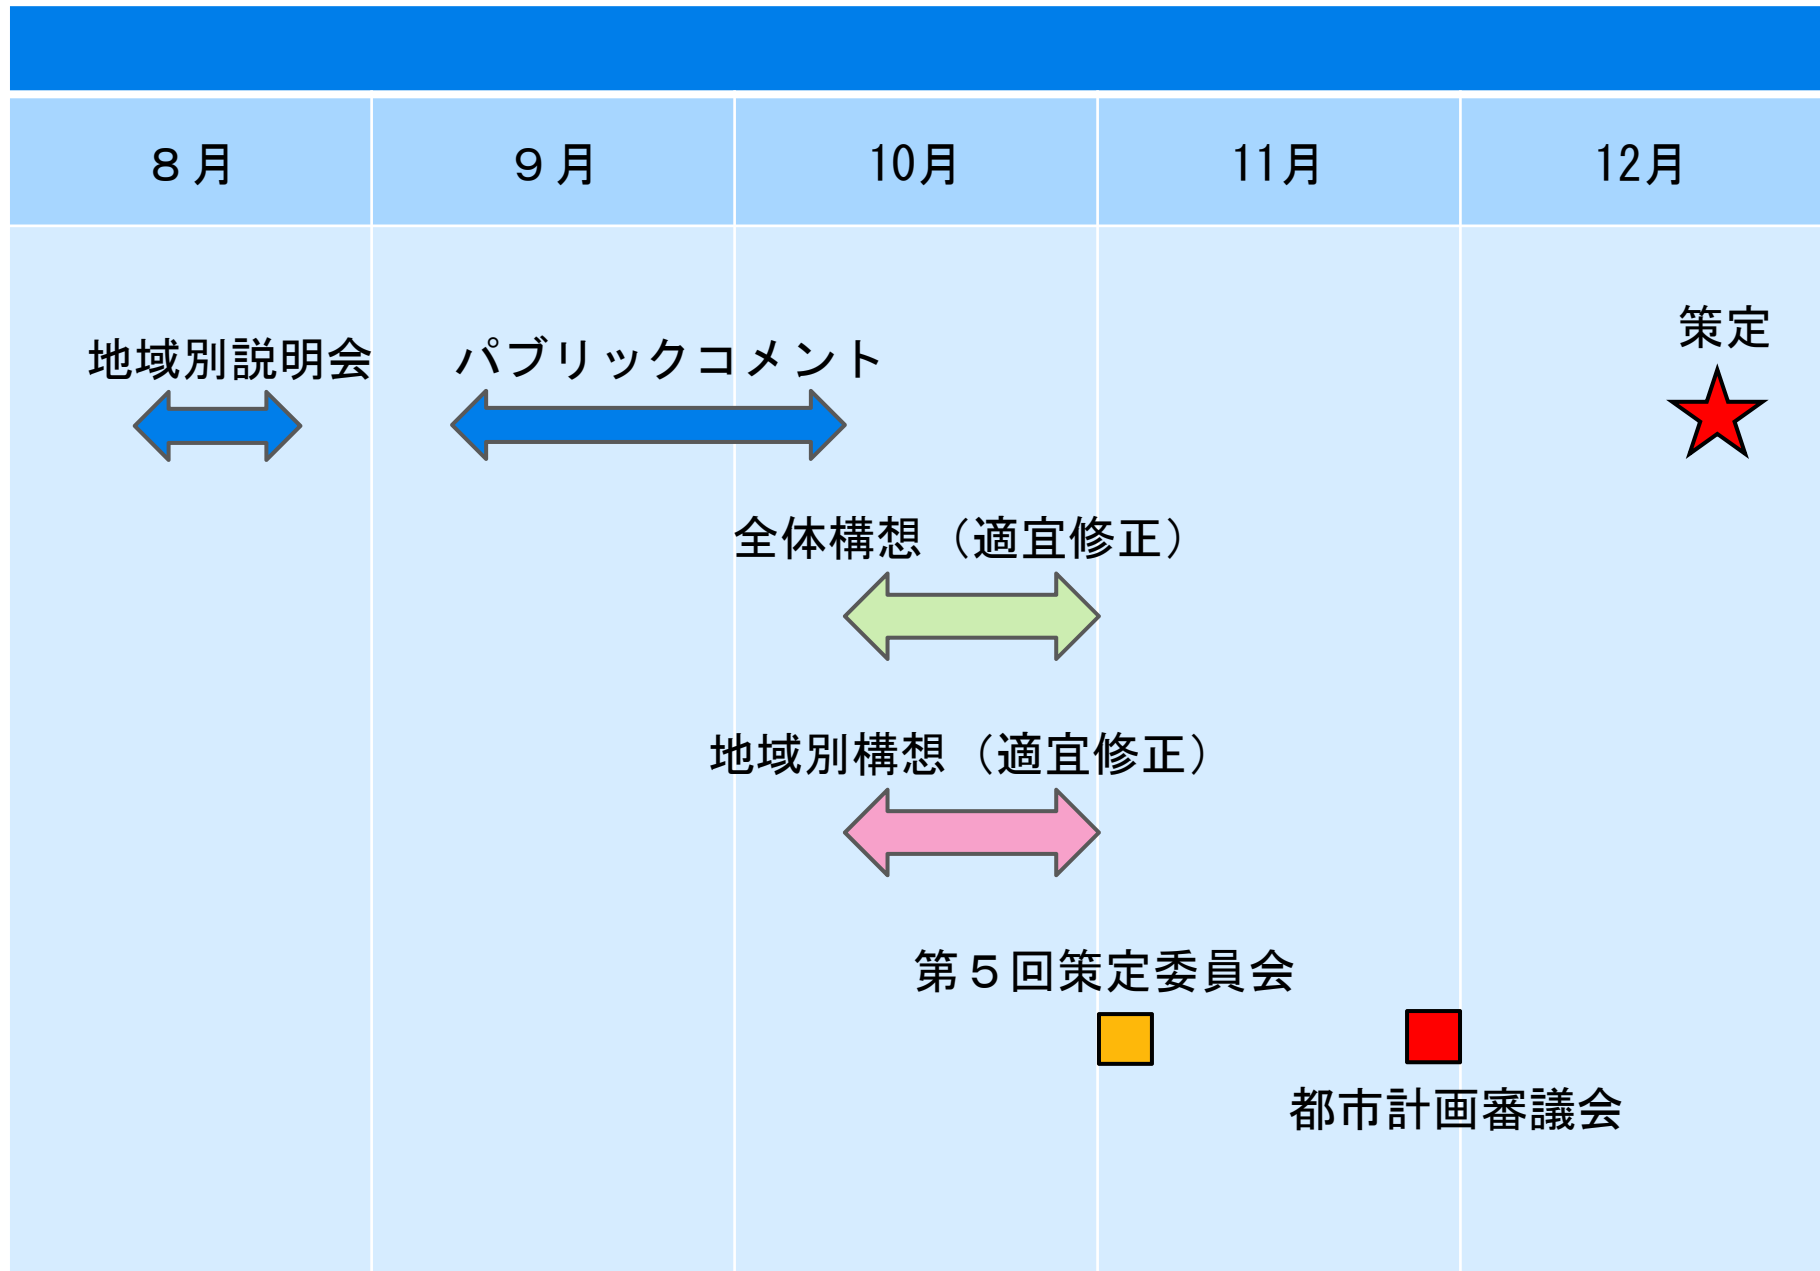 ８月
９月
10月
11月
12月
地域別説明会
パブリックコメント
策定
全体構想（適宜修正）
地域別構想（適宜修正）
第５回策定委員会
都市計画審議会